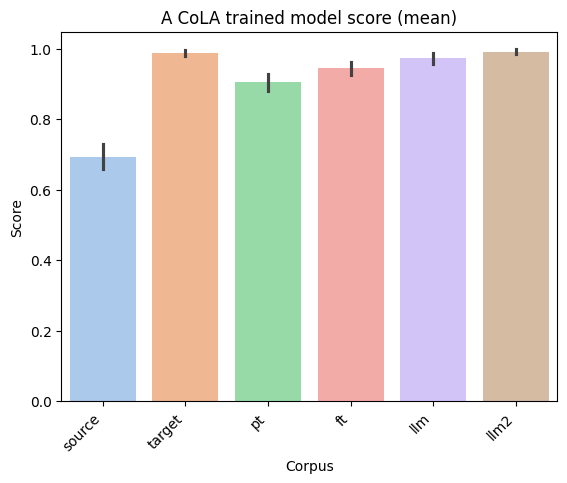 A CoLA trained model score (mean)
1.0
0.8
0.6
0.4
0.2
0.0
Score
source
target
pt
ft
llm
llm2
Corpus